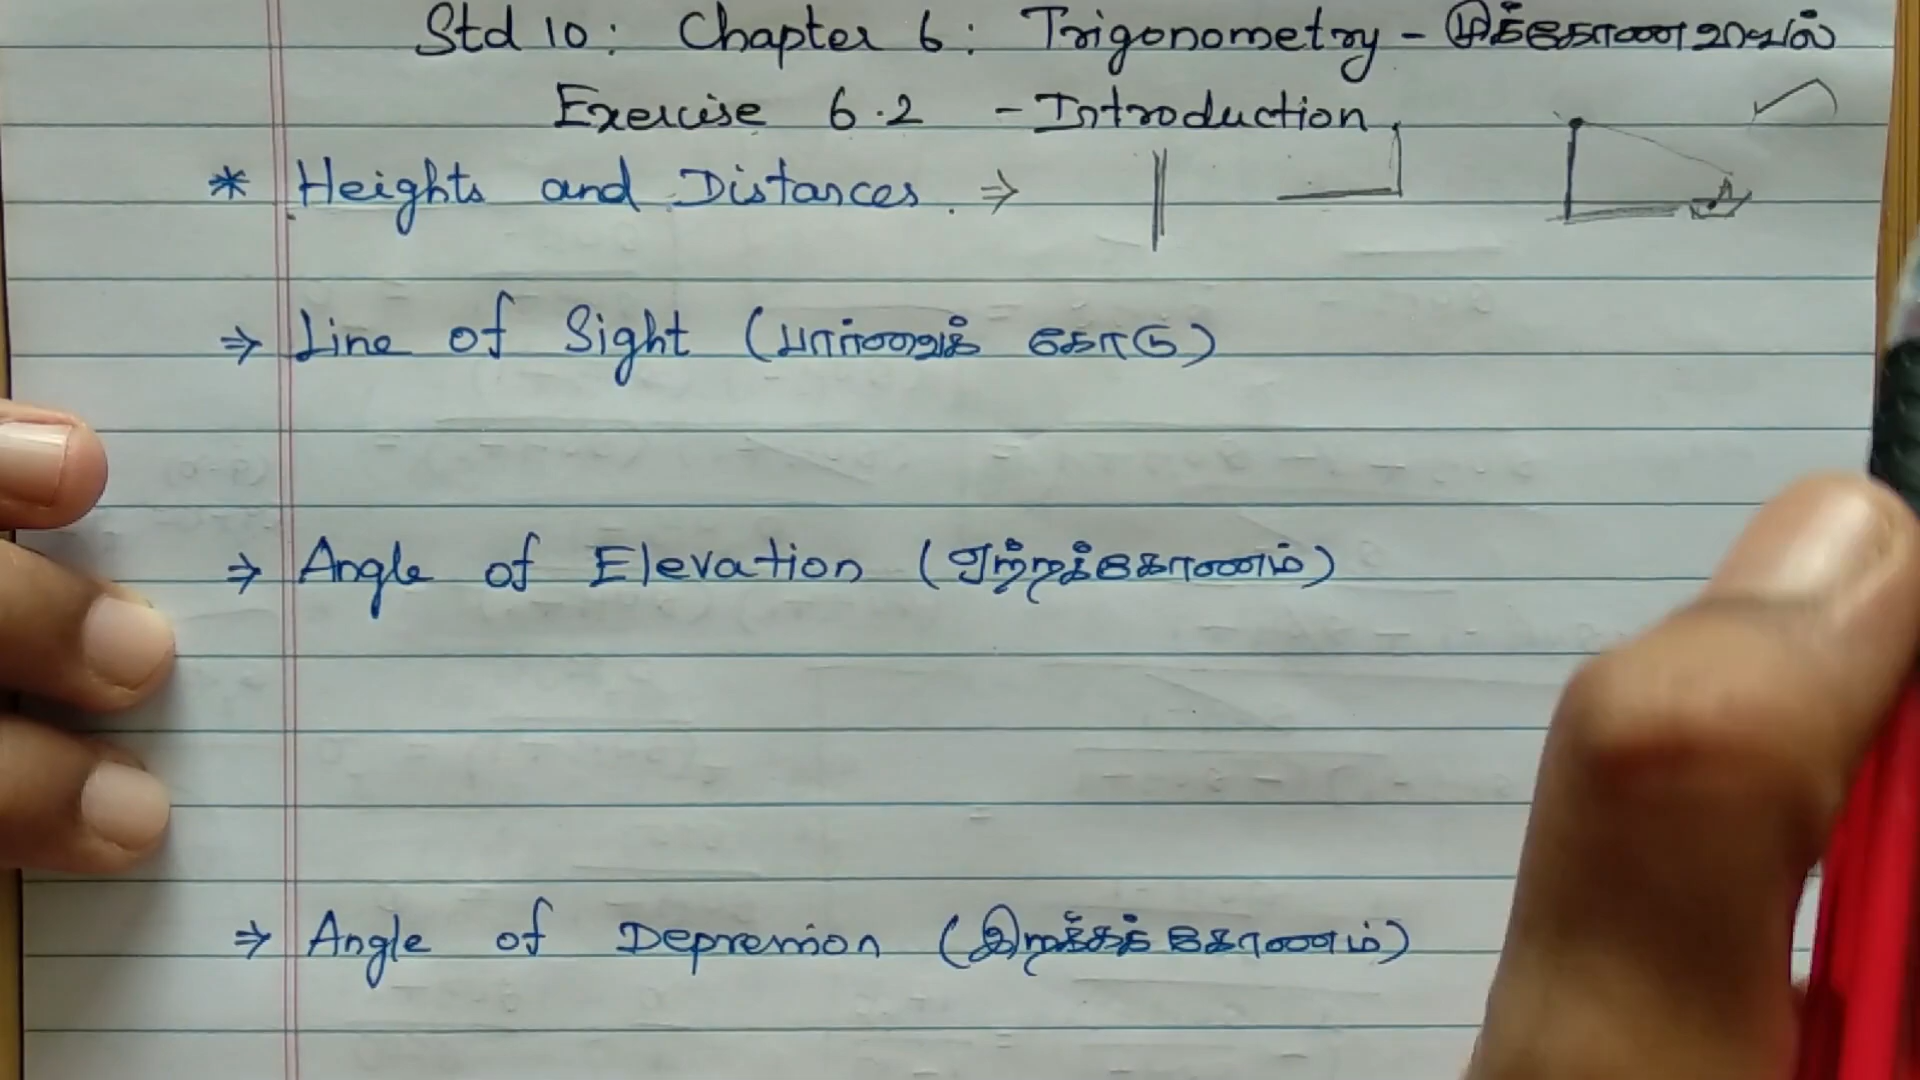 Std 10: Chapter 6: Trigonometry - முக்கோணவியல்
Exercise 6.2 - Introduction
* Heights and Distances. ⇒
⇒ Line of Sight (பார்வைக் கோடு)
⇒ Angle of Elevation (ஏற்றக்கோணம்)
⇒ Angle of Depression (இறக்கக் கோணம்)